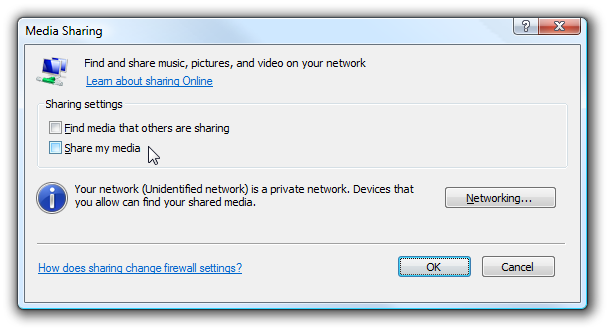 Media Sharing
Find and share music, pictures, and video on your network
Learn about sharing Online
Sharing settings
Find media that others are sharing
Share my media
Your network (Unidentified network) is a private network. Devices that
you allow can find your shared media.
Networking...
How does sharing change firewall settings?
OK
Cancel